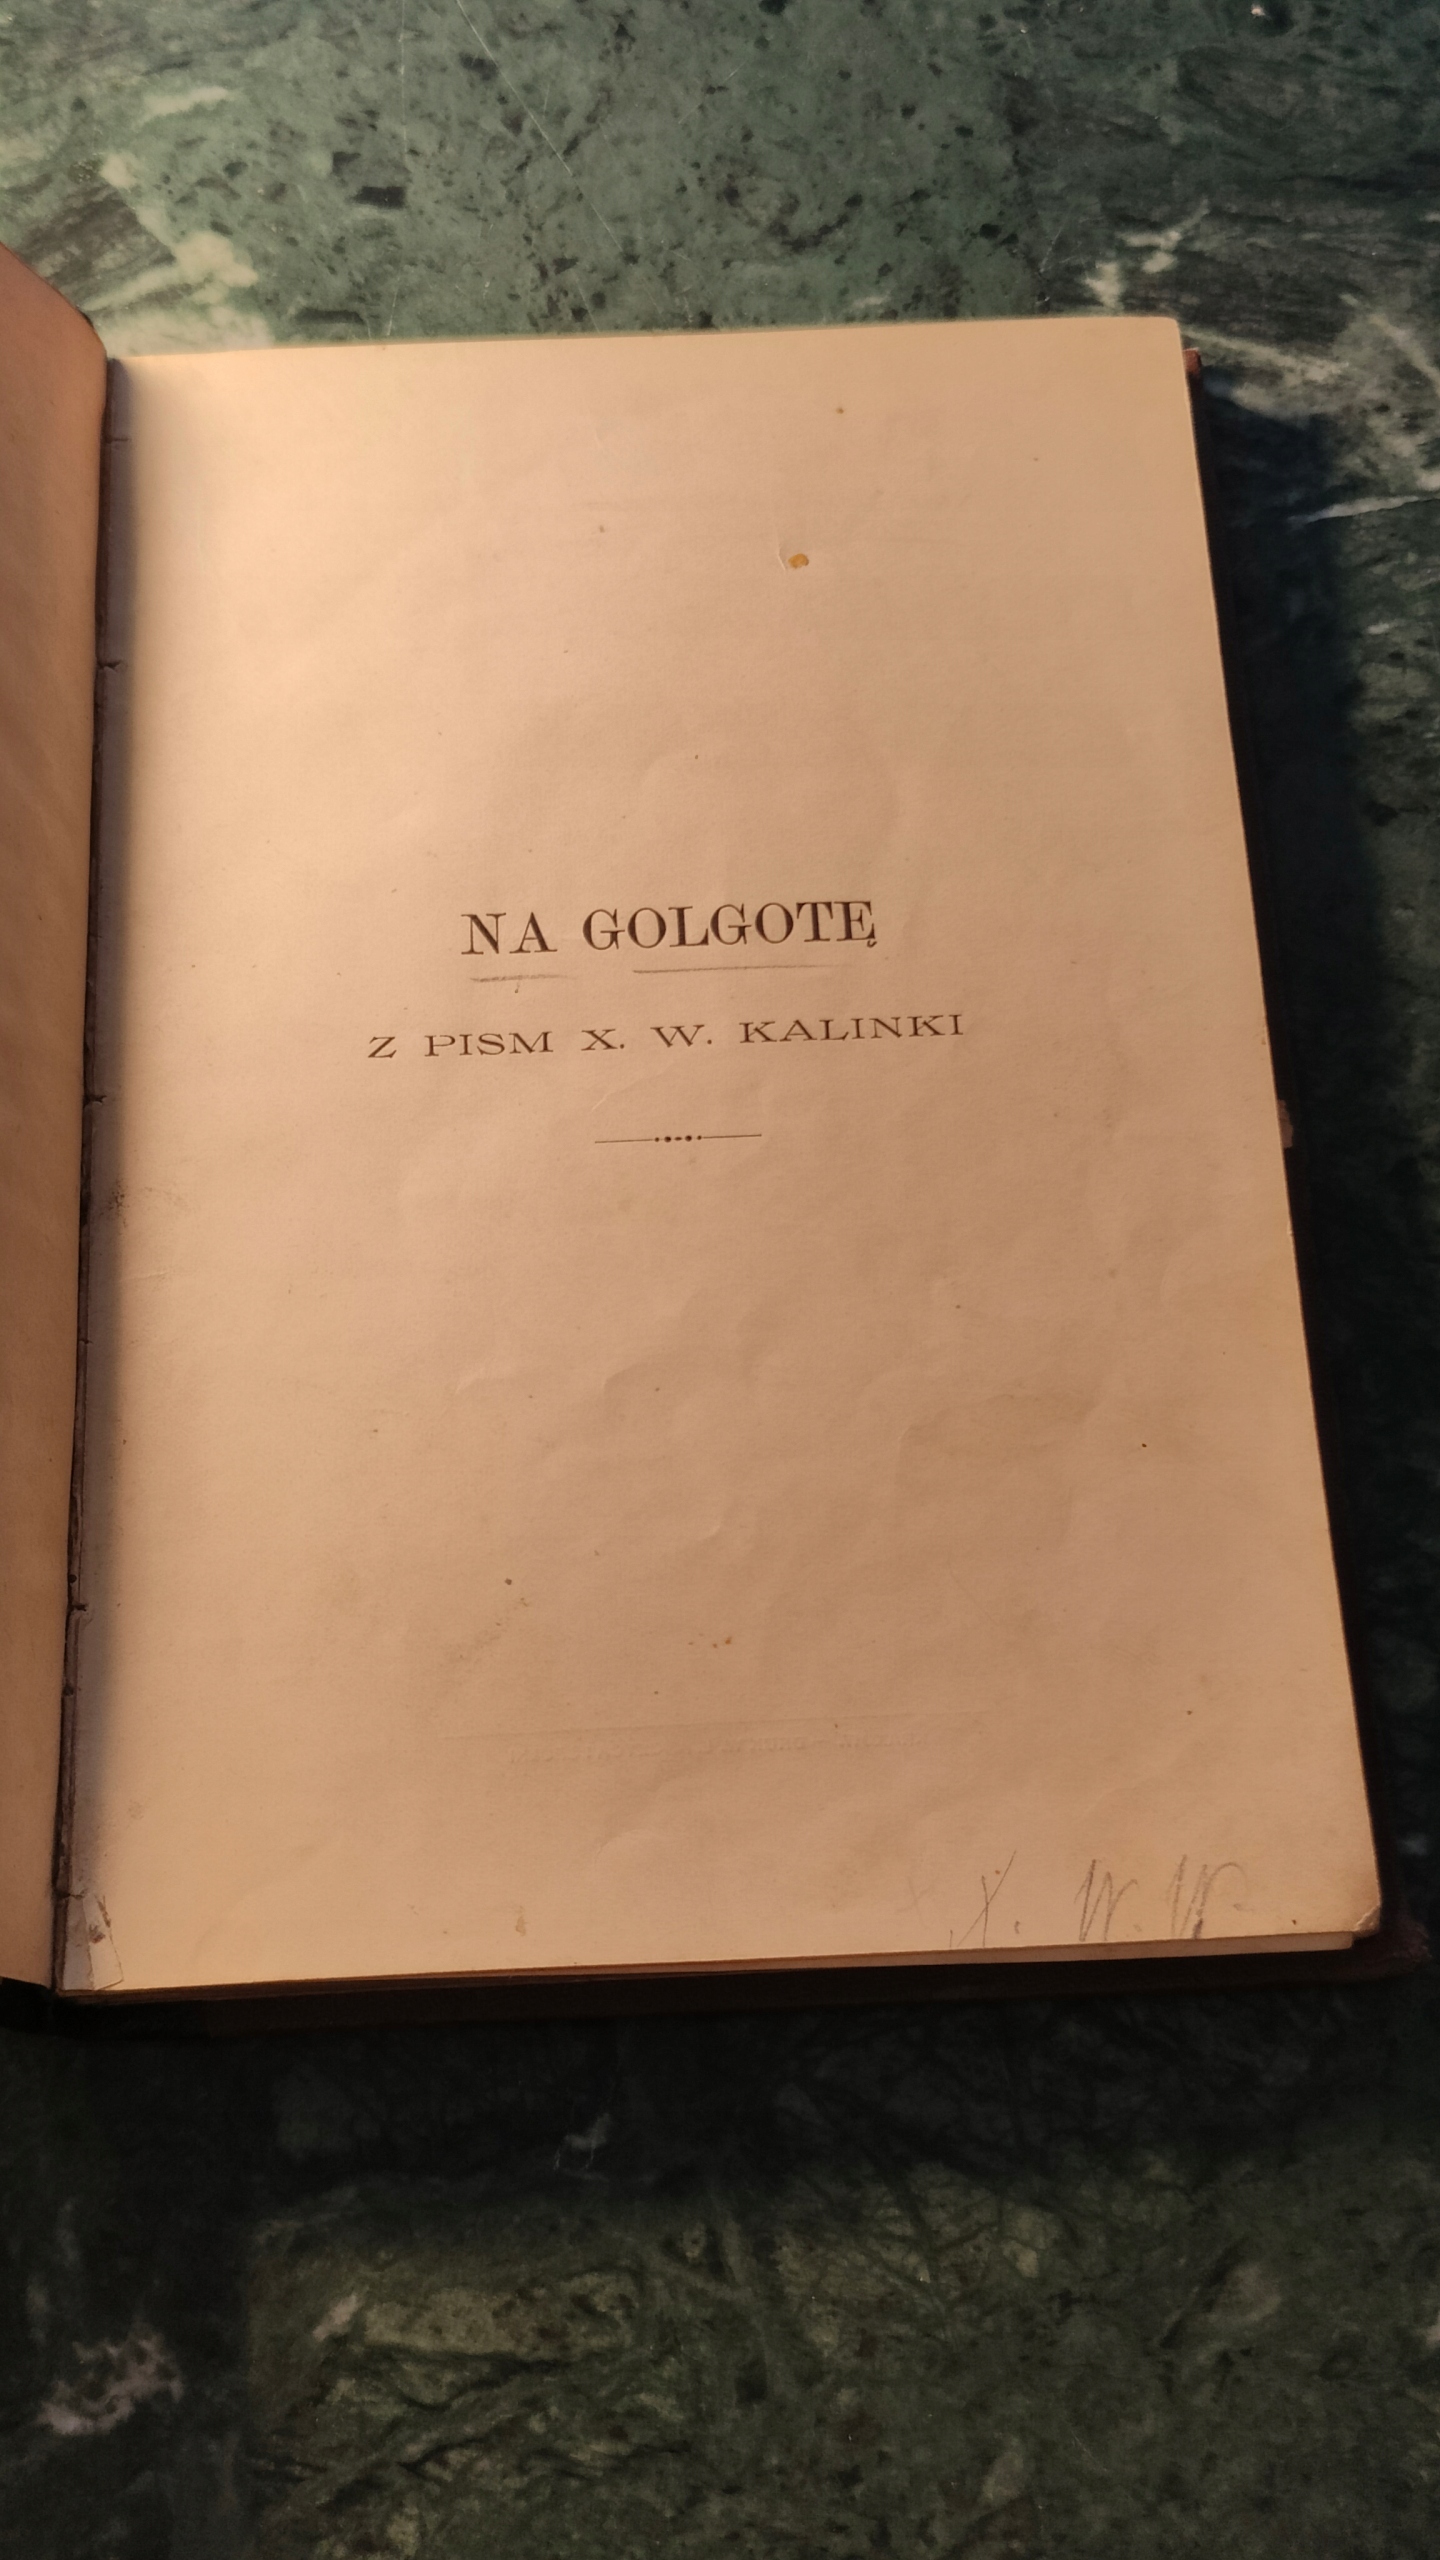 NA GOLGOTĘ
Z PISM X. W. KALINKI
X. W. W.